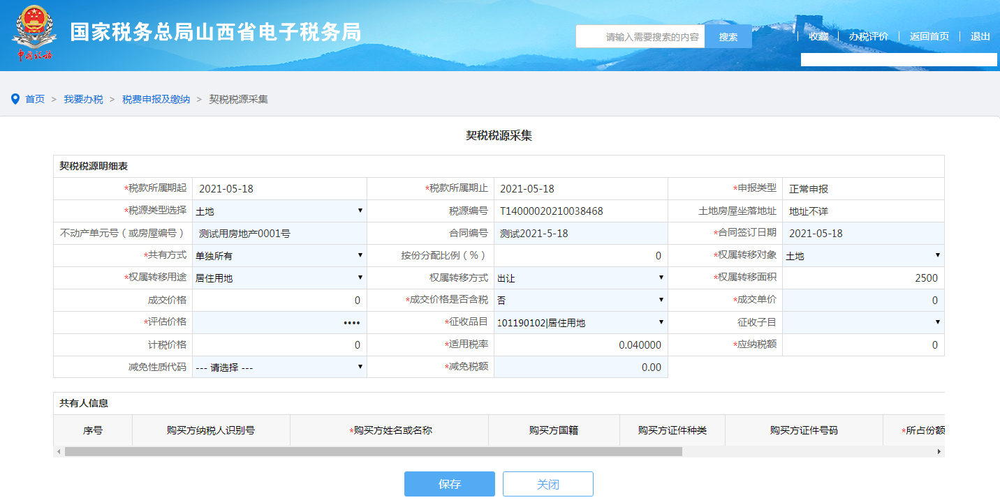 国家税务总局山西省电子税务局
请输入需要搜索的内容 搜索 | 收藏 | 办税评价 | 返回首页 | 退出
中国税务
首页 > 我要办税 > 税费申报及缴纳 > 契税税源采集
契税税源采集
契税税源明细表
*税款所属期起 2021-05-18 *税款所属期止 2021-05-18 *申报类型 正常申报
*税源类型选择 土地 税源编号 T14000020210038468 土地房屋坐落地址 地址不详
不动产单元号（或房屋编号） 测试用房地产0001号 合同编号 测试2021-5-18 *合同签订日期 2021-05-18
*共有方式 单独所有 按份分配比例（%） 0 *权属转移对象 土地
*权属转移用途 居住用地 权属转移方式 出让 *权属转移面积 2500
成交价格 0 *成交价格是否含税 否 *成交单价 0
*评估价格 •••• *征收品目 101190102|居住用地 征收子目
计税价格 0 *适用税率 0.040000 *应纳税额 0
减免性质代码 --- 请选择 --- *减免税额 0.00
共有人信息
序号 购买方纳税人识别号 *购买方姓名或名称 购买方国籍 购买方证件种类 购买方证件号码 *所占份额
保存 关闭